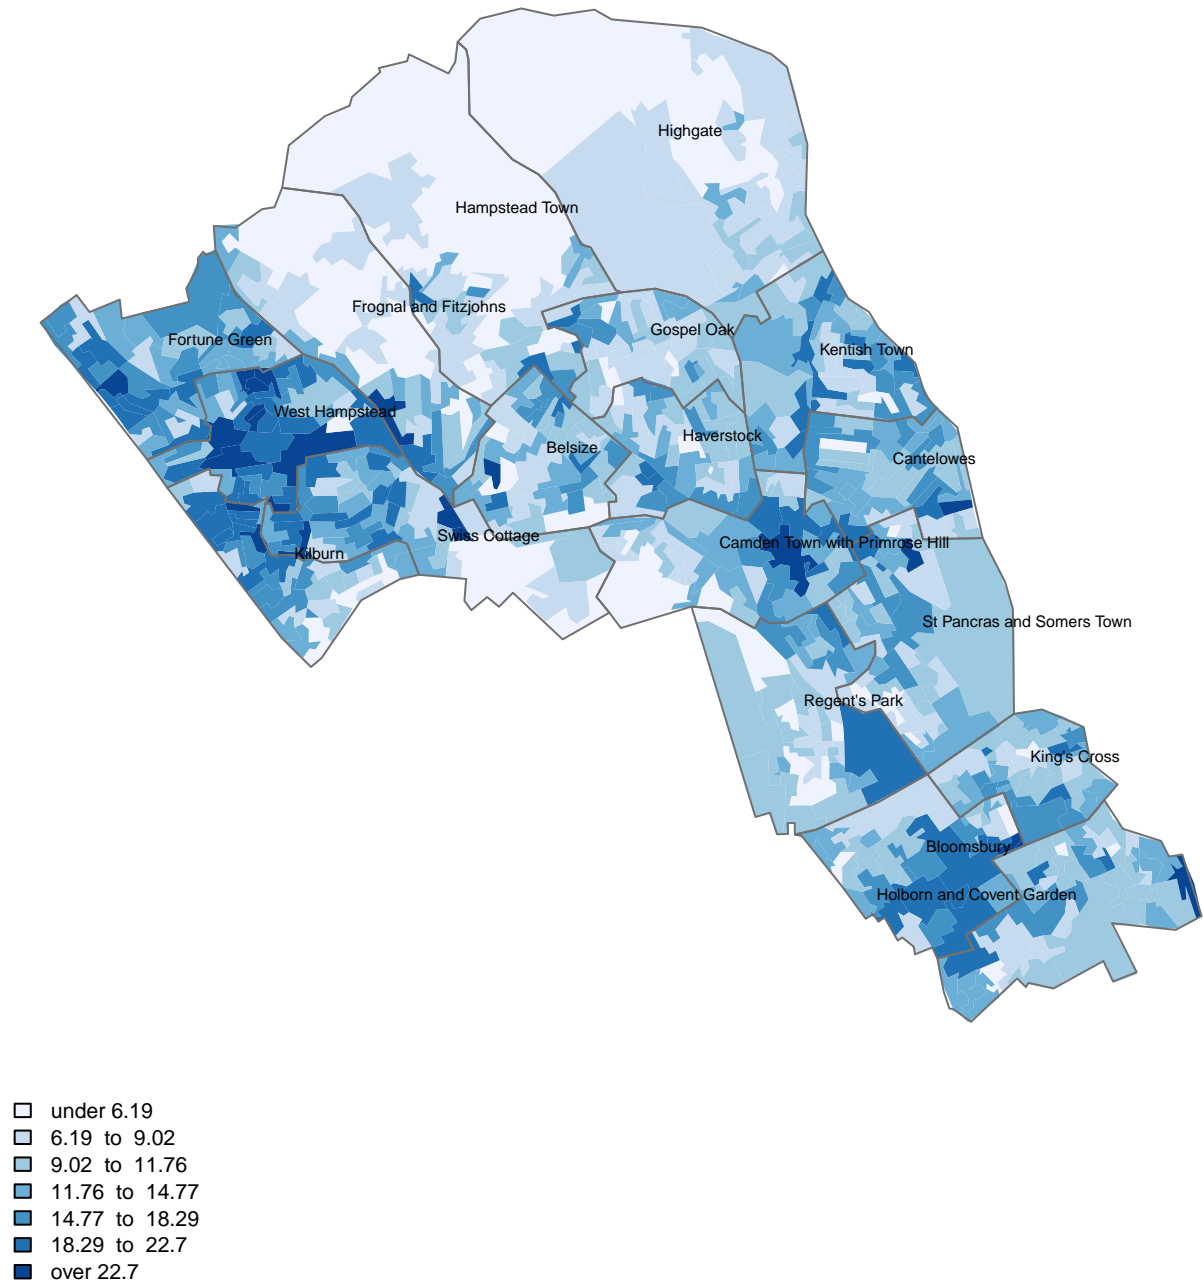 Highgate
Hampstead Town
Frognal and Fitzjohns
Gospel Oak
Fortune Green
Kentish Town
West Hampstead
Haverstock
Belsize
Cantelowes
Swiss Cottage
Camden Town with Primrose Hill
Kilburn
St Pancras and Somers Town
Regent's Park
King's Cross
Bloomsbury
Holborn and Covent Garden
under 6.19
6.19 to 9.02
9.02 to 11.76
11.76 to 14.77
14.77 to 18.29
18.29 to 22.7
over 22.7